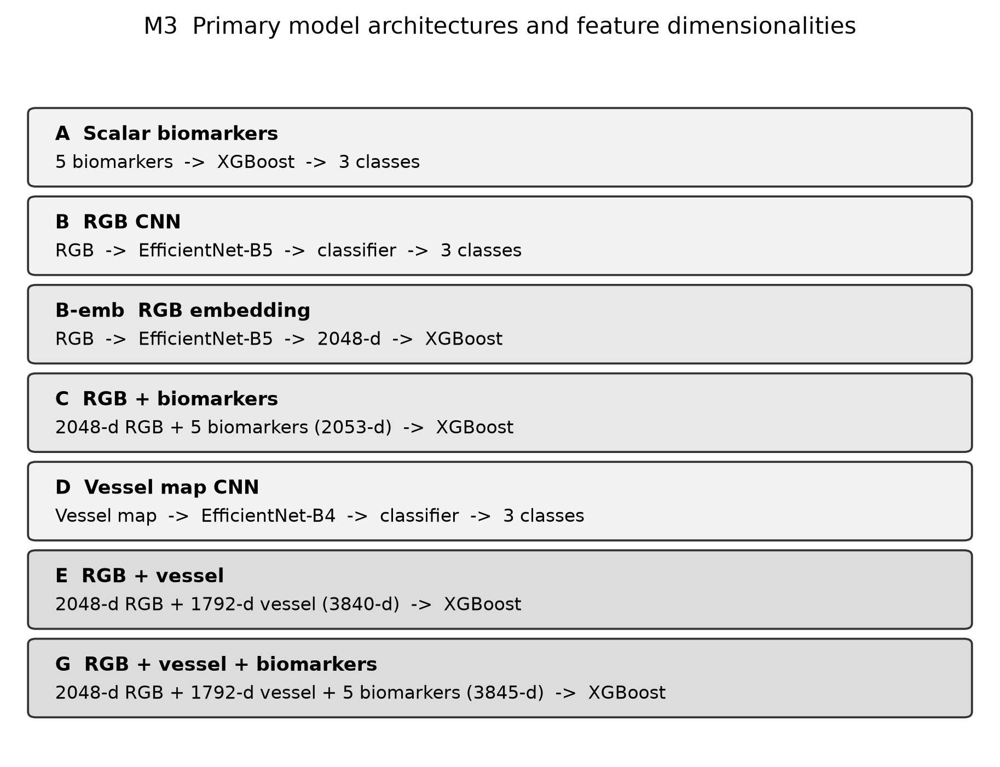 M3  Primary model architectures and feature dimensionalities
A  Scalar biomarkers
5 biomarkers  ->  XGBoost  ->  3 classes
B  RGB CNN
RGB  ->  EfficientNet-B5  ->  classifier  ->  3 classes
B-emb  RGB embedding
RGB  ->  EfficientNet-B5  ->  2048-d  ->  XGBoost
C  RGB + biomarkers
2048-d RGB + 5 biomarkers (2053-d)  ->  XGBoost
D  Vessel map CNN
Vessel map  ->  EfficientNet-B4  ->  classifier  ->  3 classes
E  RGB + vessel
2048-d RGB + 1792-d vessel (3840-d)  ->  XGBoost
G  RGB + vessel + biomarkers
2048-d RGB + 1792-d vessel + 5 biomarkers (3845-d)  ->  XGBoost